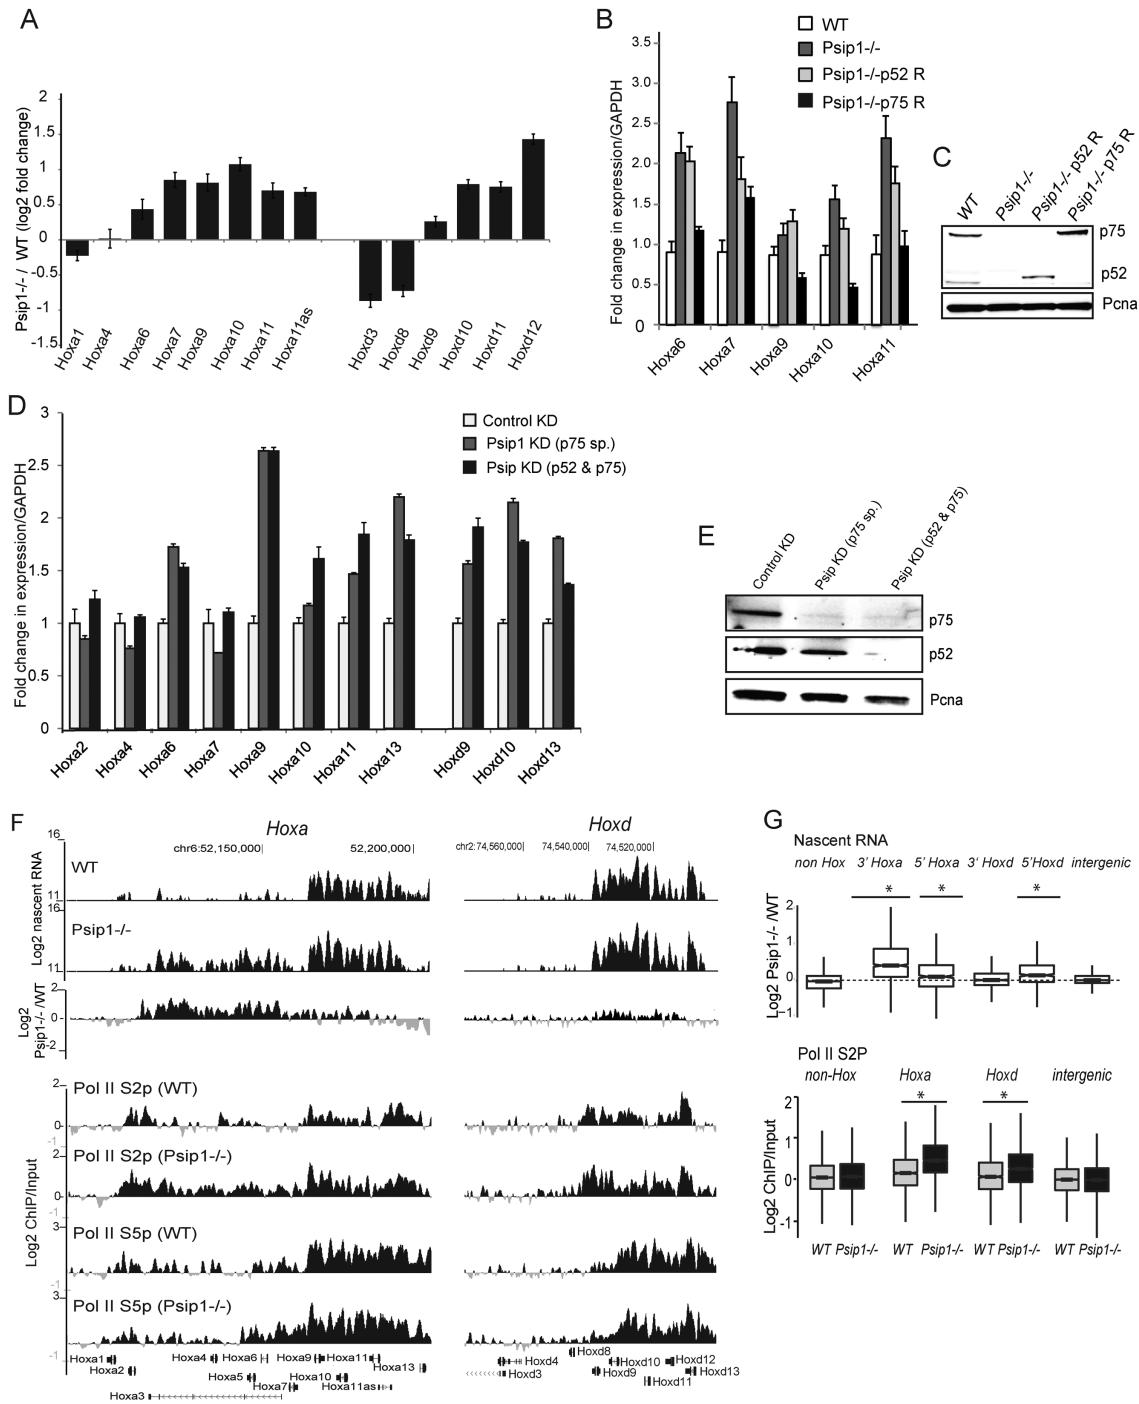 A
Psip1-/- / WT (log2 fold change)
2
1.5
1
0.5
0
-0.5
-1
-1.5
Hoxa1
Hoxa4
Hoxa6
Hoxa7
Hoxa9
Hoxa10
Hoxa11
Hoxa11as
Hoxd3
Hoxd8
Hoxd9
Hoxd10
Hoxd11
Hoxd12
B
WT
Psip1-/-
Psip1-/-p52 R
Psip1-/-p75 R
Fold change in expression/GAPDH
3.5
3.0
2.5
2.0
1.5
1.0
0.5
0
Hoxa6
Hoxa7
Hoxa9
Hoxa10
Hoxa11
C
WT
Psip1-/-
Psip1-/- p52 R
Psip1-/- p75 R
p75
p52
Pcna
D
Control KD
Psip1 KD (p75 sp.)
Psip KD (p52 & p75)
Fold change in expression/GAPDH
3
2.5
2
1.5
1
0.5
0
Hoxa2
Hoxa4
Hoxa6
Hoxa7
Hoxa9
Hoxa10
Hoxa11
Hoxa13
Hoxd9
Hoxd10
Hoxd13
E
Control KD
Psip KD (p75 sp.)
Psip KD (p52 & p75)
p75
p52
Pcna
F
Hoxa
Hoxd
chr6:52,150,000
52,200,000
chr2:74,560,000
74,540,000
74,520,000
Log2 nascent RNA
16
WT
11
16
Psip1-/-
11
Log2 Psip1-/- /WT
2
0
-2
Log2 ChIP/Input
2
Pol II S2p (WT)
0
-1
2
Pol II S2p (Psip1-/-)
0
-1
3
Pol II S5p (WT)
-1
3
Pol II S5p (Psip1-/-)
-1
Hoxa1
Hoxa2
Hoxa3
Hoxa4
Hoxa5
Hoxa6
Hoxa7
Hoxa9
Hoxa10
Hoxa11
Hoxa11as
Hoxa13
Hoxd8
Hoxd4
Hoxd3
Hoxd10
Hoxd9
Hoxd11
Hoxd12
Hoxd13
G
Nascent RNA
non Hox 3' Hoxa 5' Hoxa 3' Hoxd 5'Hoxd intergenic
* * *
Log2 Psip1-/- /WT
2
1
0
-1
Pol II S2P
non-Hox Hoxa Hoxd intergenic
* *
Log2 ChIP/Input
2
1
0
-1
WT Psip1-/- WT Psip1-/- WT Psip1-/- WT Psip1-/-